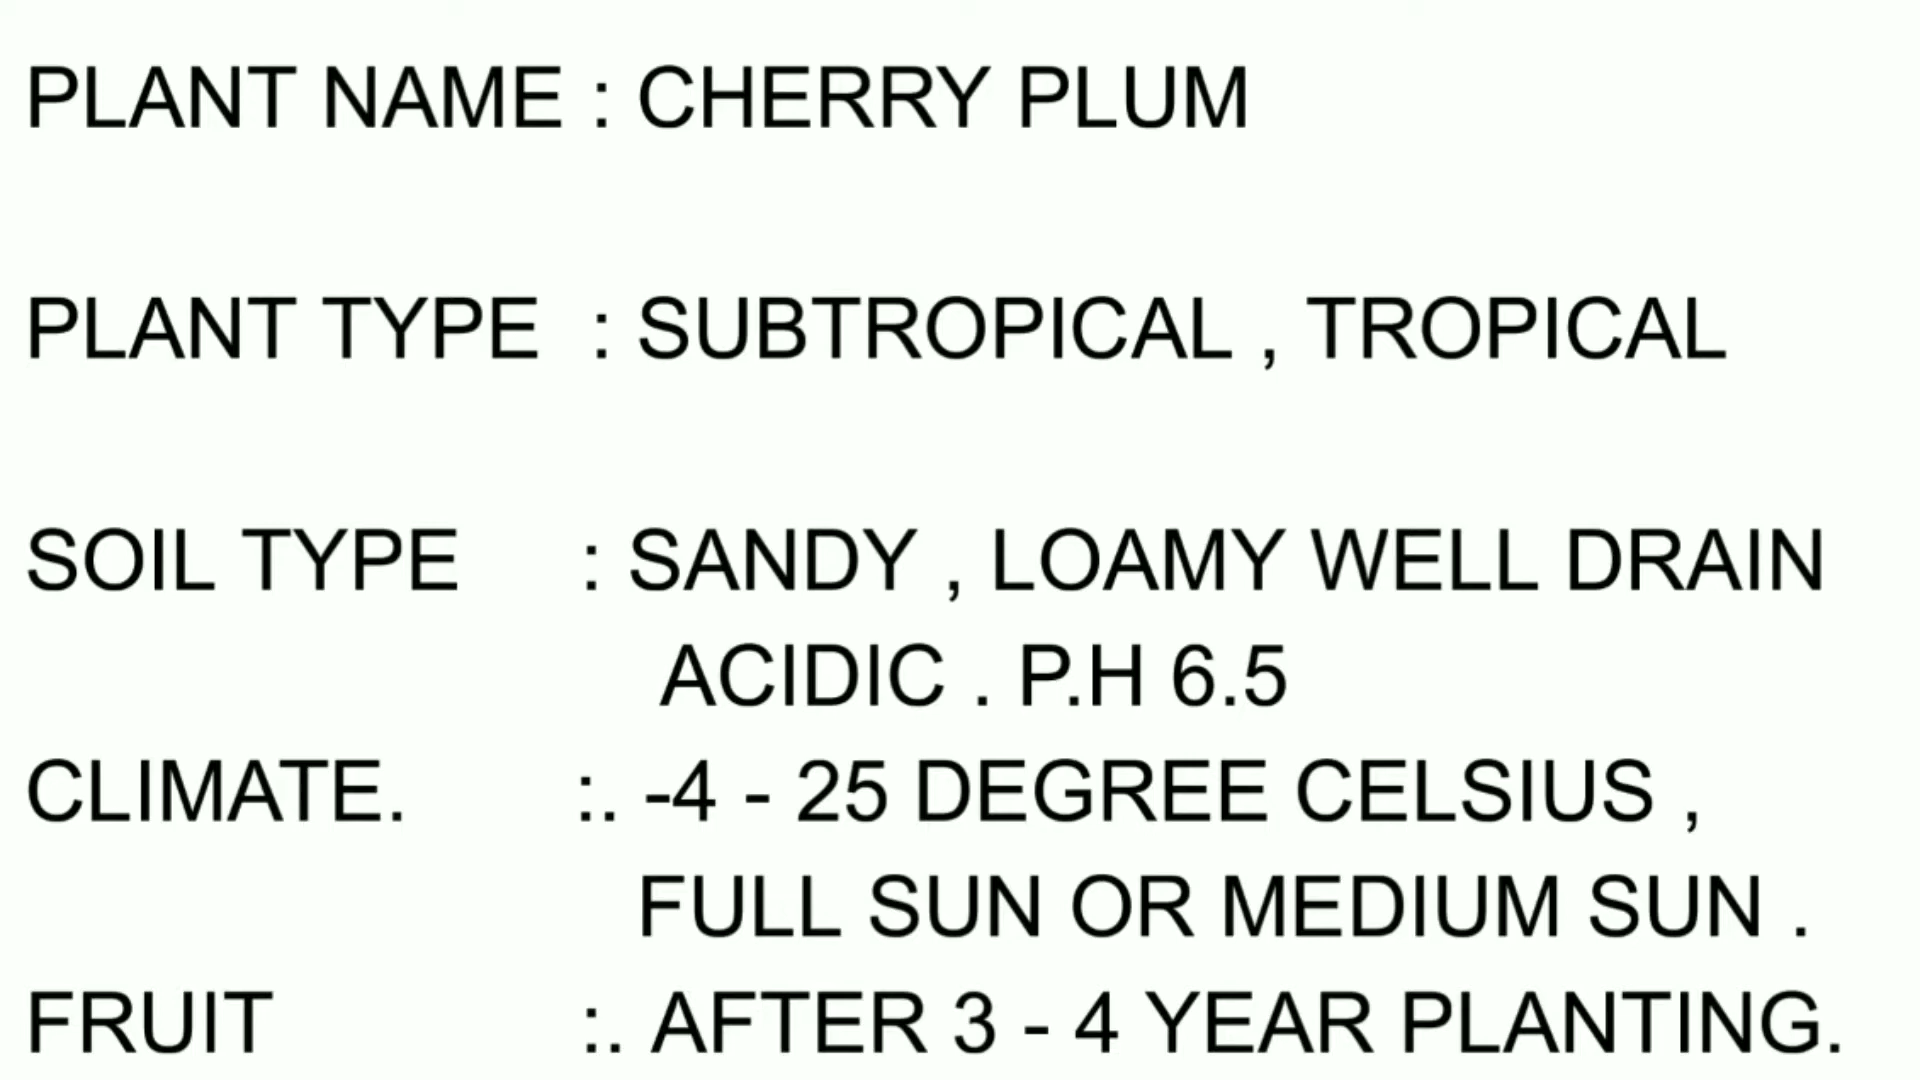 PLANT NAME : CHERRY PLUM
PLANT TYPE : SUBTROPICAL , TROPICAL
SOIL TYPE : SANDY , LOAMY WELL DRAIN
ACIDIC . P.H 6.5
CLIMATE. :. -4 - 25 DEGREE CELSIUS ,
FULL SUN OR MEDIUM SUN .
FRUIT :. AFTER 3 - 4 YEAR PLANTING.